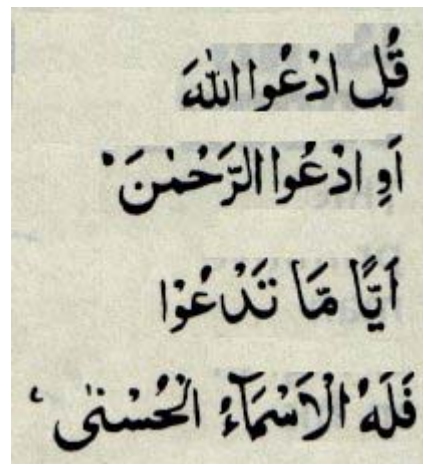 قُلِ ادْعُوا اللّٰهَ
اَوِ ادْعُوا الرَّحْمٰنَ ؕ
اَيًّا مَّا تَدْعُوْا
فَلَهُ الْاَسْمَآءُ الْحُسْنٰى ۚ